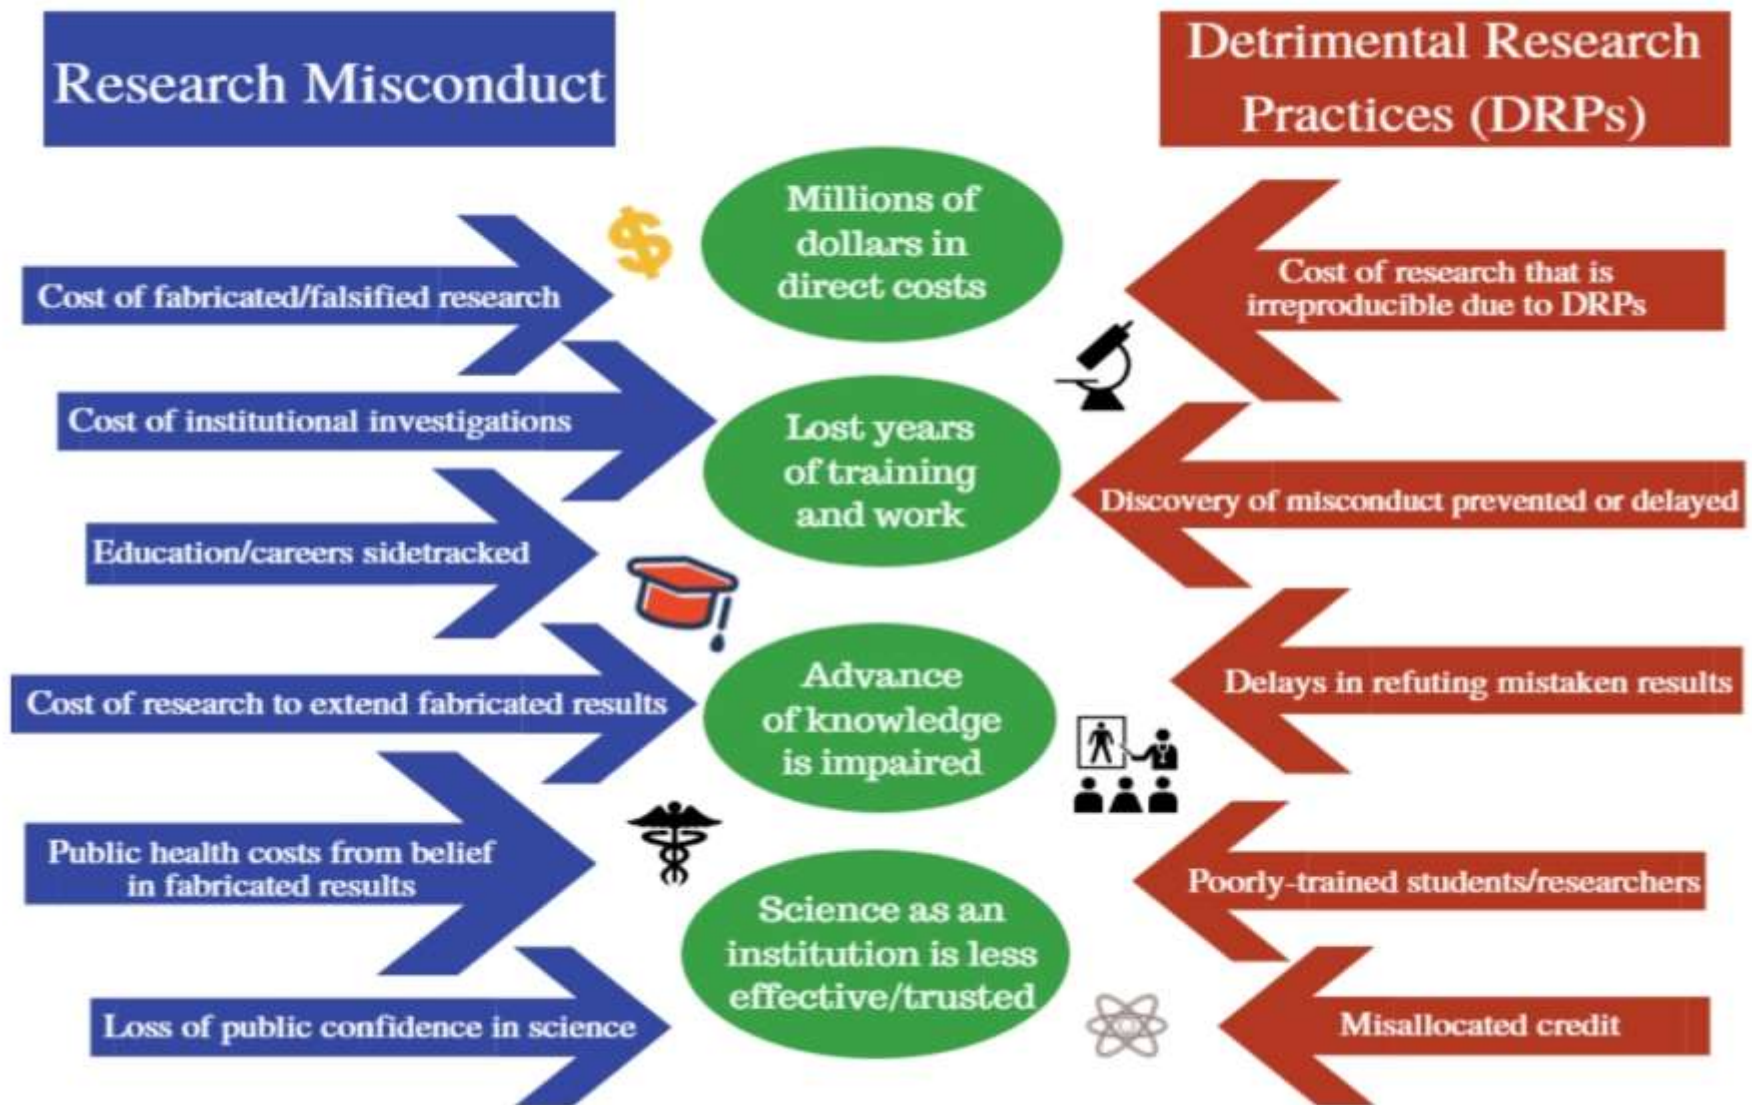 Research Misconduct
Detrimental Research
Practices (DRPs)
Cost of fabricated/falsified research
Cost of institutional investigations
Education/careers sidetracked
Cost of research to extend fabricated results
Public health costs from belief
in fabricated results
Loss of public confidence in science
Millions of
dollars in
direct costs
Lost years
of training
and work
Advance
of knowledge
is impaired
Science as an
institution is less
effective/trusted
Cost of research that is
irreproducible due to DRPs
Discovery of misconduct prevented or delayed
Delays in refuting mistaken results
Poorly-trained students/researchers
Misallocated credit